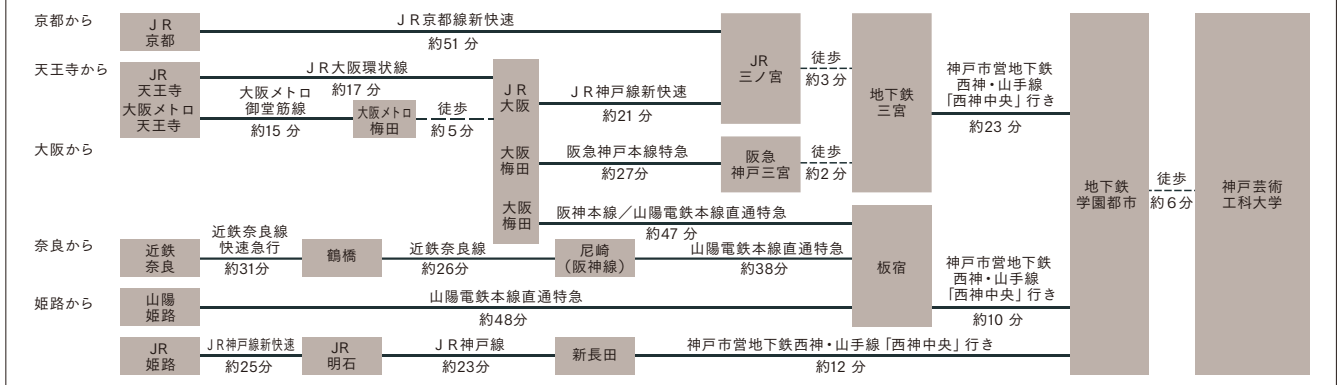 京都から
JR
京都
JR京都線新快速
約51 分
JR
三ノ宮
徒歩
約3分
地下鉄
三宮
神戸市営地下鉄
西神・山手線
「西神中央」行き
約23 分
地下鉄
学園都市
徒歩
約6分
神戸芸術
工科大学
天王寺から
JR
天王寺
大阪メトロ
天王寺
JR大阪環状線
約17 分
大阪メトロ
御堂筋線
約15 分
大阪メトロ
梅田
徒歩
約5分
JR
大阪
JR神戸線新快速
約21 分
大阪から
大阪
梅田
阪急神戸本線特急
約27分
阪急
神戸三宮
徒歩
約2分
大阪
梅田
阪神本線／山陽電鉄本線直通特急
約47 分
奈良から
近鉄
奈良
近鉄奈良線
快速急行
約31分
鶴橋
近鉄奈良線
約26分
尼崎
（阪神線）
山陽電鉄本線直通特急
約38分
板宿
神戸市営地下鉄
西神・山手線
「西神中央」行き
約10 分
姫路から
山陽
姫路
山陽電鉄本線直通特急
約48分
JR
姫路
JR神戸線新快速
約25分
JR
明石
JR神戸線
約23分
新長田
神戸市営地下鉄西神・山手線「西神中央」行き
約12 分